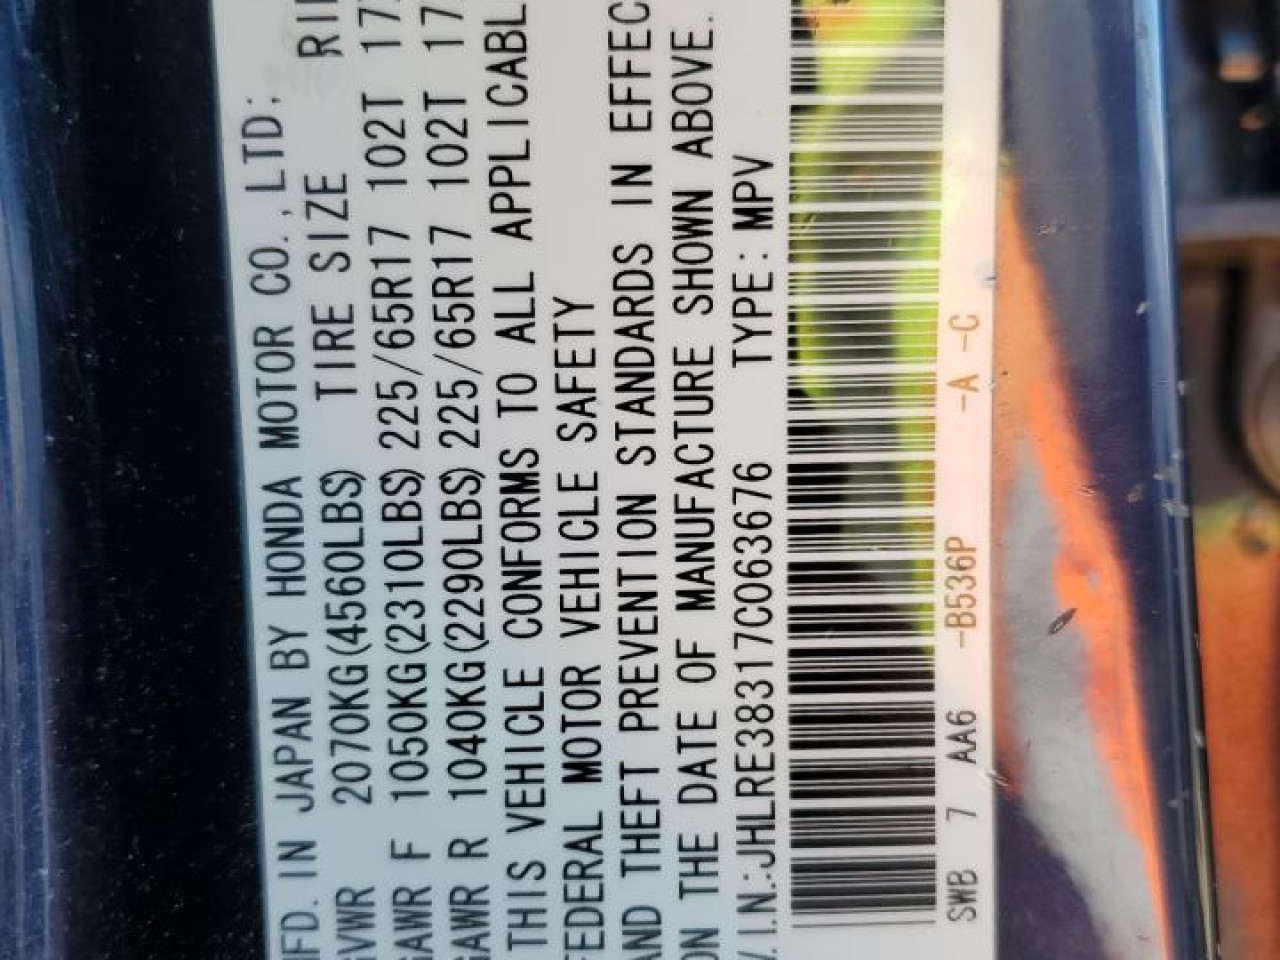 MFD. IN JAPAN BY HONDA MOTOR CO.,LTD;
GVWR 2070KG(4560LBS) TIRE SIZE
GAWR F 1050KG(2310LBS) 225/65R17 102T
GAWR R 1040KG(2290LBS) 225/65R17 102T
THIS VEHICLE CONFORMS TO ALL APPLICABL
FEDERAL MOTOR VEHICLE SAFETY
AND THEFT PREVENTION STANDARDS IN EFFEC
ON THE DATE OF MANUFACTURE SHOWN ABOVE.
V.I.N.:JHLRE38317C063676 TYPE:MPV
SWB 7 AA6 -B536P -A -C